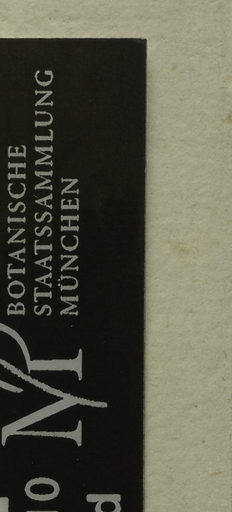 BOTANISCHE
STAATSSAMMLUNG
MÜNCHEN
M